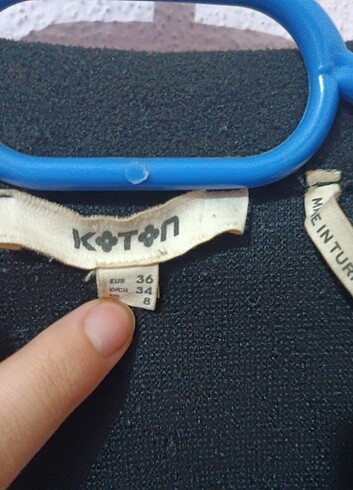 KOTON
EUR 36
34
8
MADE IN TUR